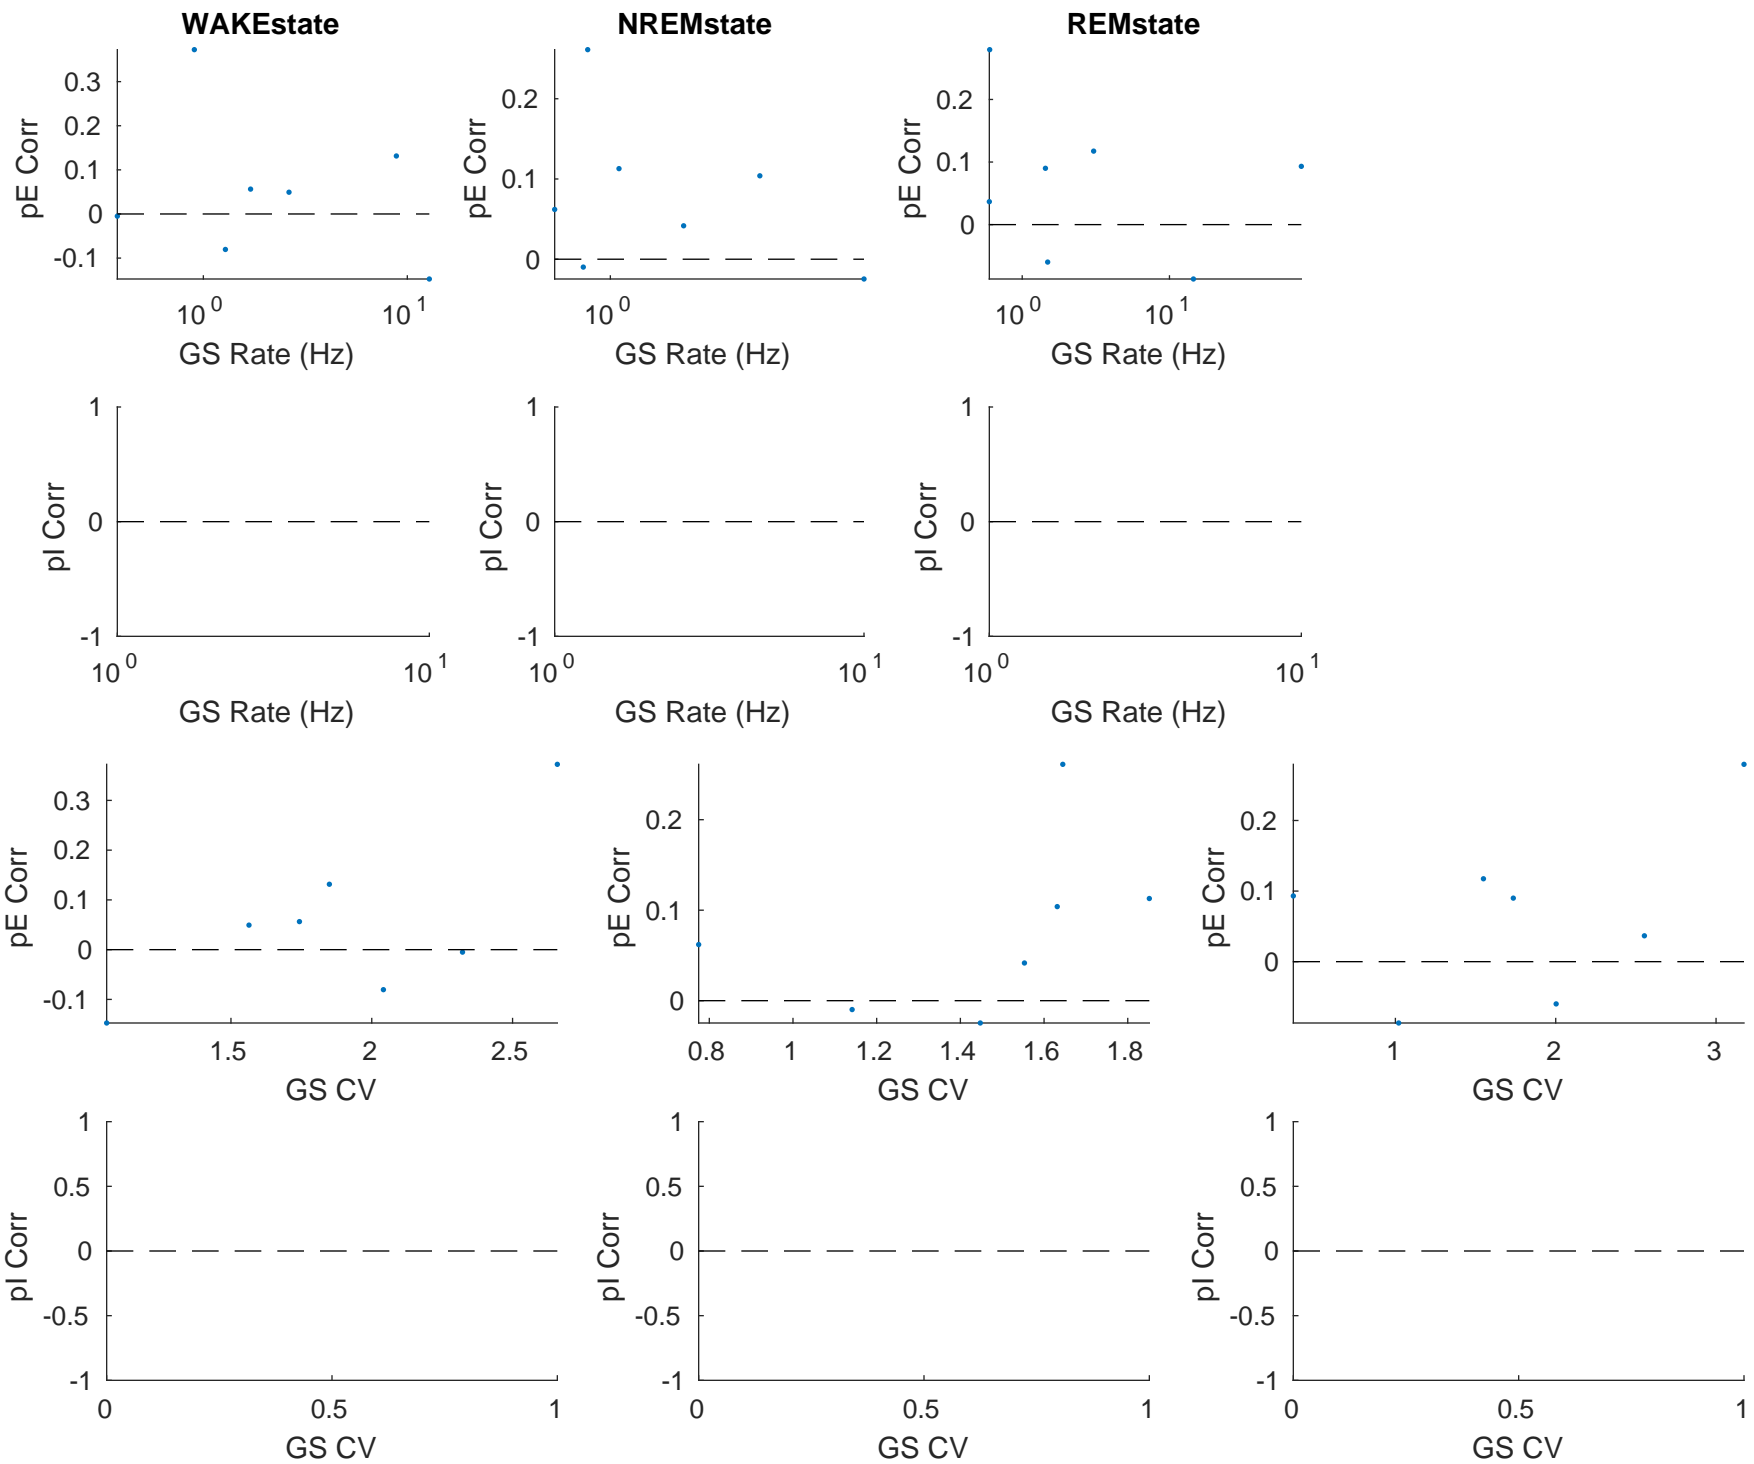 WAKEstate NREMstate REMstate
0.3
0.2
0.1
0
-0.1
pE Corr
10^0 10^1
GS Rate (Hz)
0.2
0.1
0
pE Corr
10^0
GS Rate (Hz)
0.2
0.1
0
pE Corr
10^0 10^1
GS Rate (Hz)
1
0
-1
pI Corr
10^0 10^1
GS Rate (Hz)
1
0
-1
pI Corr
10^0 10^1
GS Rate (Hz)
1
0
-1
pI Corr
10^0 10^1
GS Rate (Hz)
0.3
0.2
0.1
0
-0.1
pE Corr
1.5 2 2.5
GS CV
0.2
0.1
0
pE Corr
0.8 1 1.2 1.4 1.6 1.8
GS CV
0.2
0.1
0
pE Corr
1 2 3
GS CV
1
0.5
0
-0.5
-1
pI Corr
0 0.5 1
GS CV
1
0.5
0
-0.5
-1
pI Corr
0 0.5 1
GS CV
1
0.5
0
-0.5
-1
pI Corr
0 0.5 1
GS CV